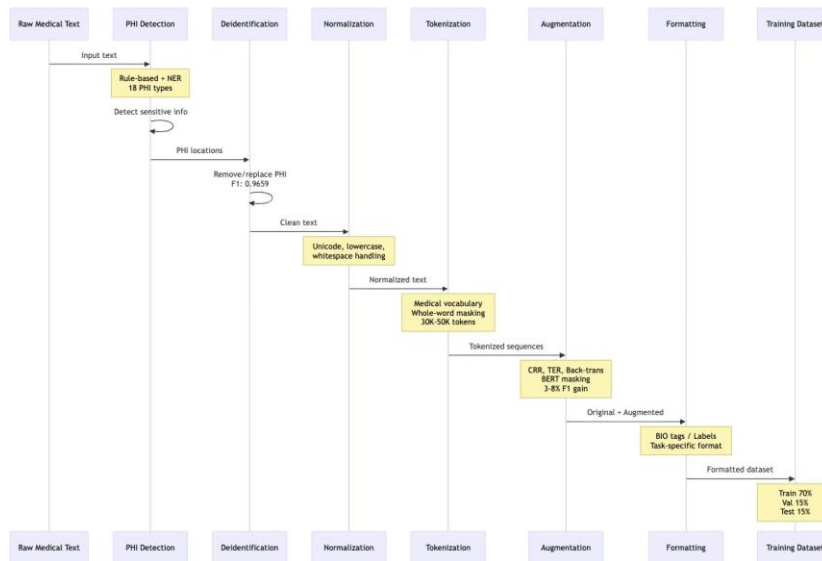 Raw Medical Text
PHI Detection
Deidentification
Normalization
Tokenization
Augmentation
Formatting
Training Dataset
Input text
Rule-based + NER
18 PHI types
Detect sensitive info
PHI locations
Remove/replace PHI
F1: 0.9659
Clean text
Unicode, lowercase,
whitespace handling
Normalized text
Medical vocabulary
Whole-word masking
30K-50K tokens
Tokenized sequences
CRR, TER, Back-trans
BERT masking
3-8% F1 gain
Original + Augmented
BIO tags / Labels
Task-specific format
Formatted dataset
Train 70%
Val 15%
Test 15%
Raw Medical Text
PHI Detection
Deidentification
Normalization
Tokenization
Augmentation
Formatting
Training Dataset